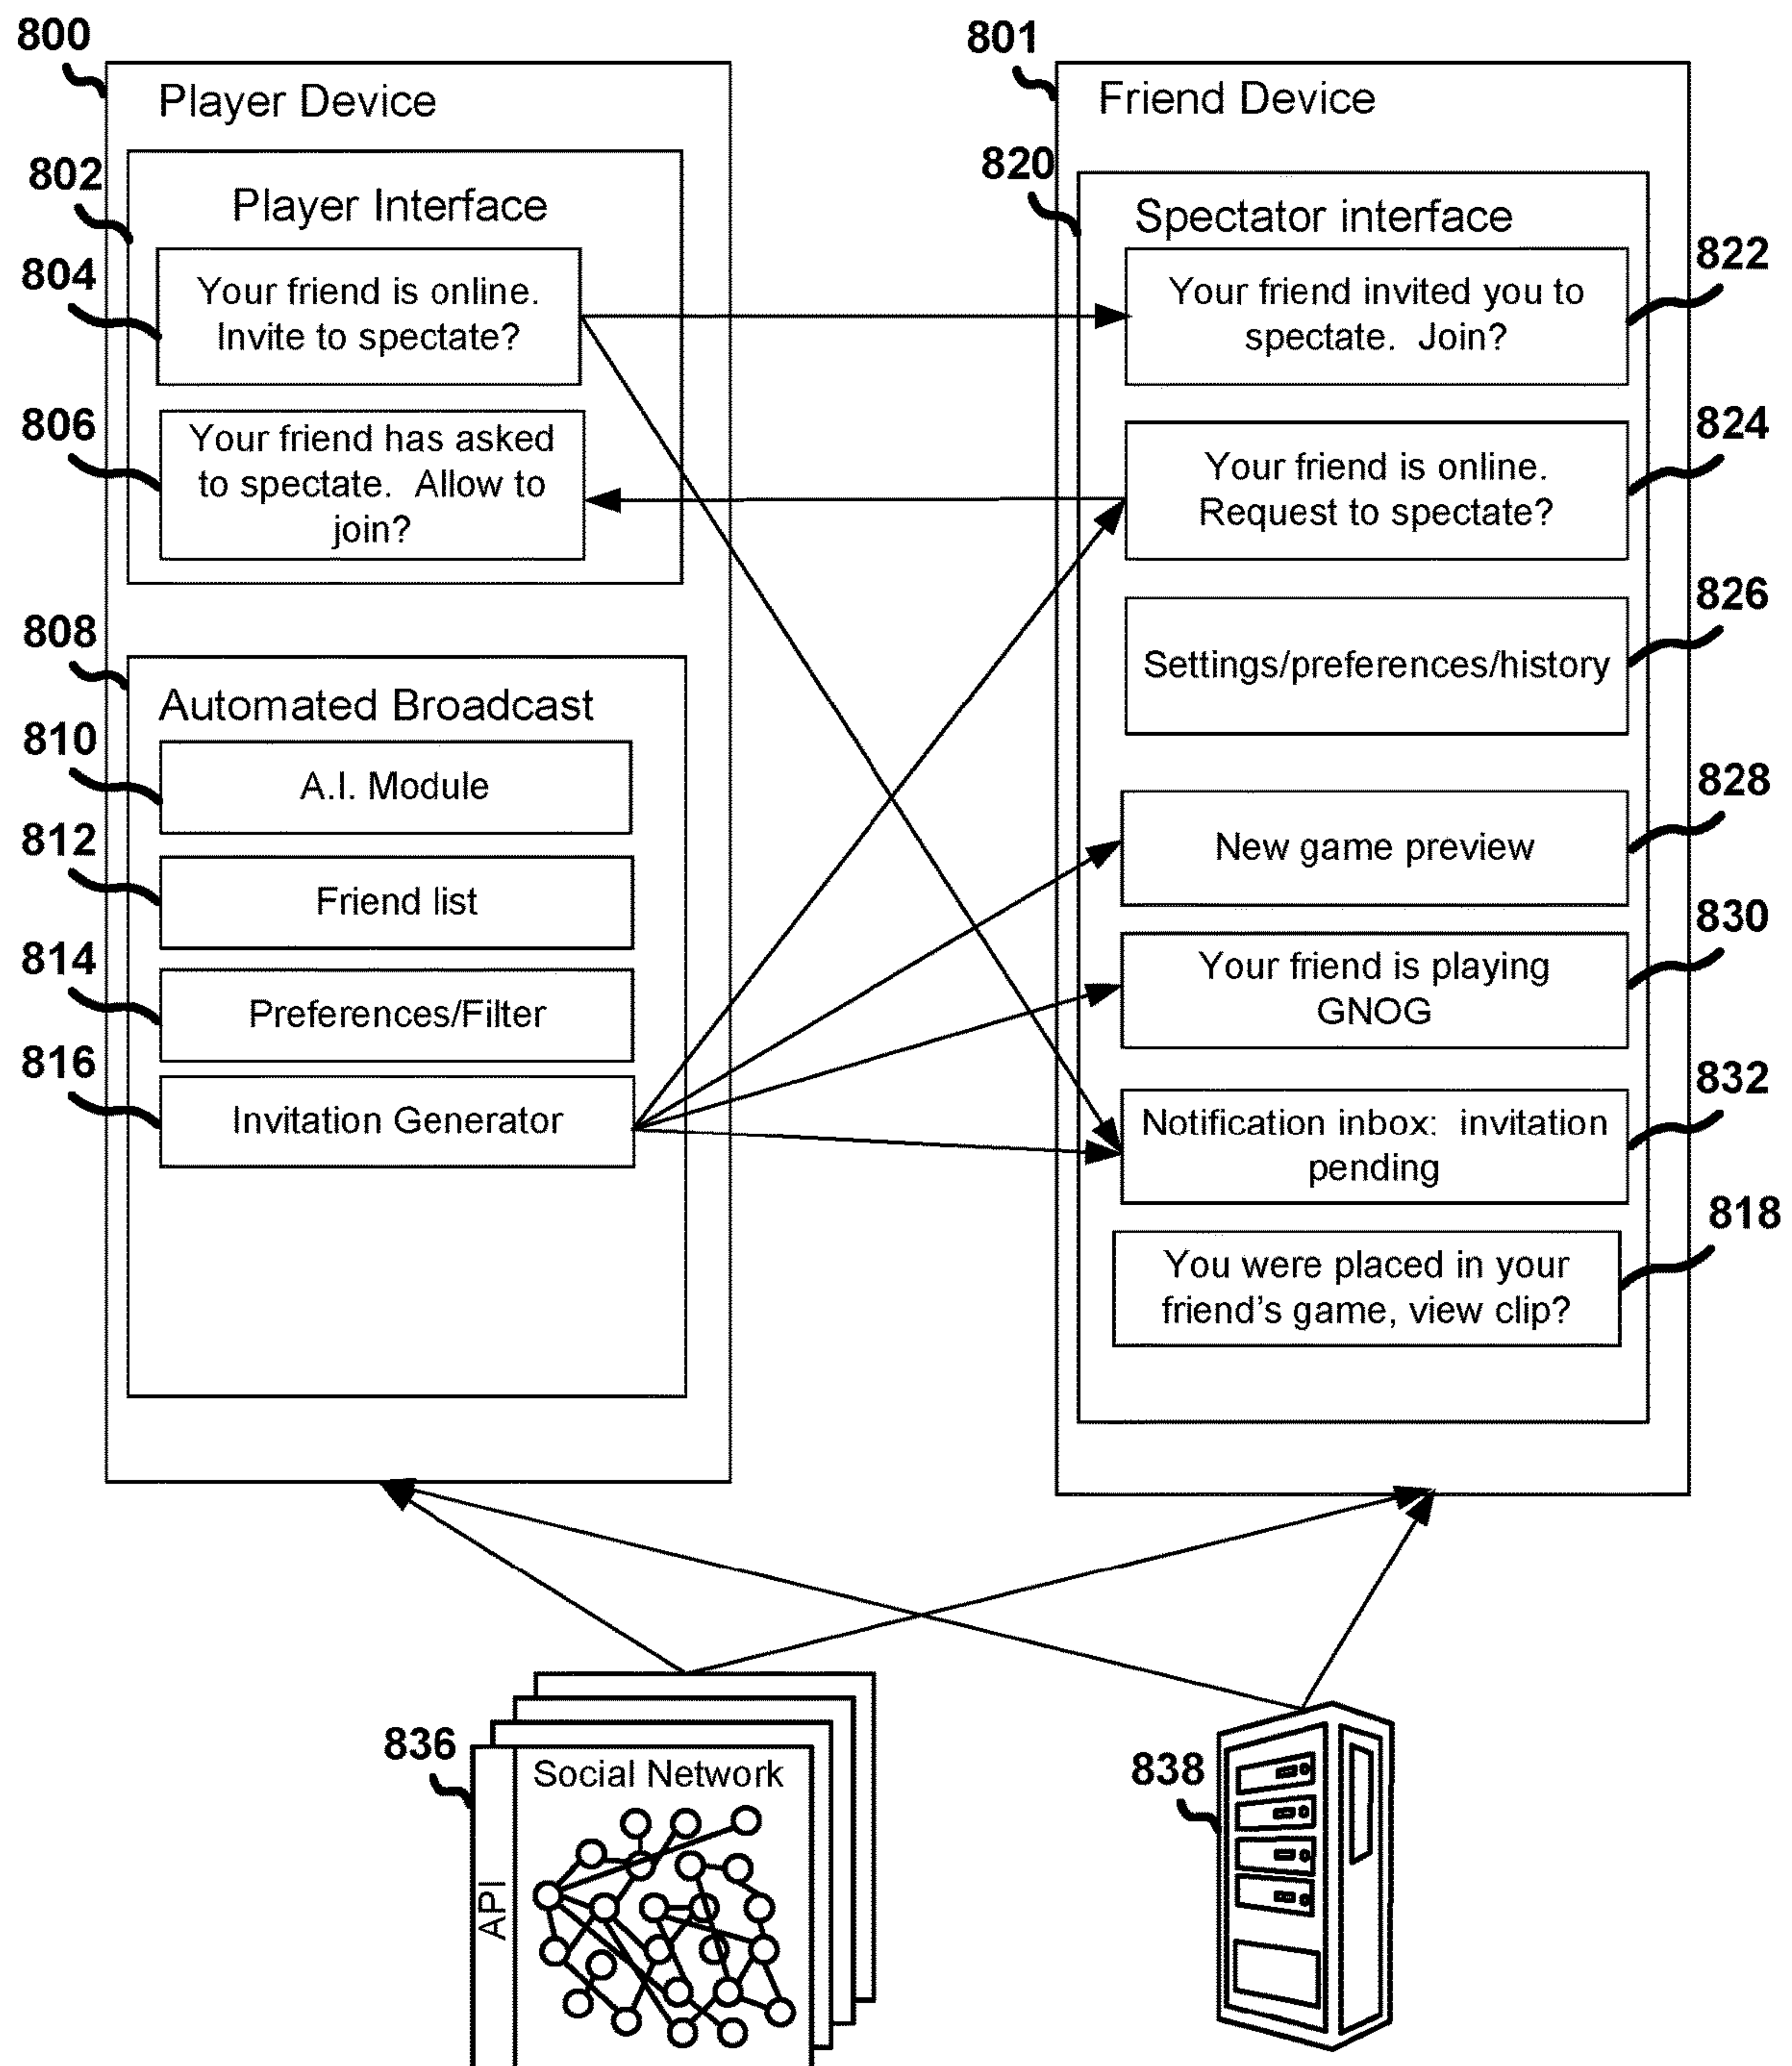 800
Player Device
802
Player Interface
804
Your friend is online.
Invite to spectate?
806
Your friend has asked
to spectate. Allow to
join?
808
Automated Broadcast
810
A.I. Module
812
Friend list
814
Preferences/Filter
816
Invitation Generator
801
Friend Device
820
Spectator interface
822
Your friend invited you to
spectate. Join?
824
Your friend is online.
Request to spectate?
826
Settings/preferences/history
828
New game preview
830
Your friend is playing
GNOG
832
Notification inbox: invitation
pending
818
You were placed in your
friend's game, view clip?
836
Social Network
API
838